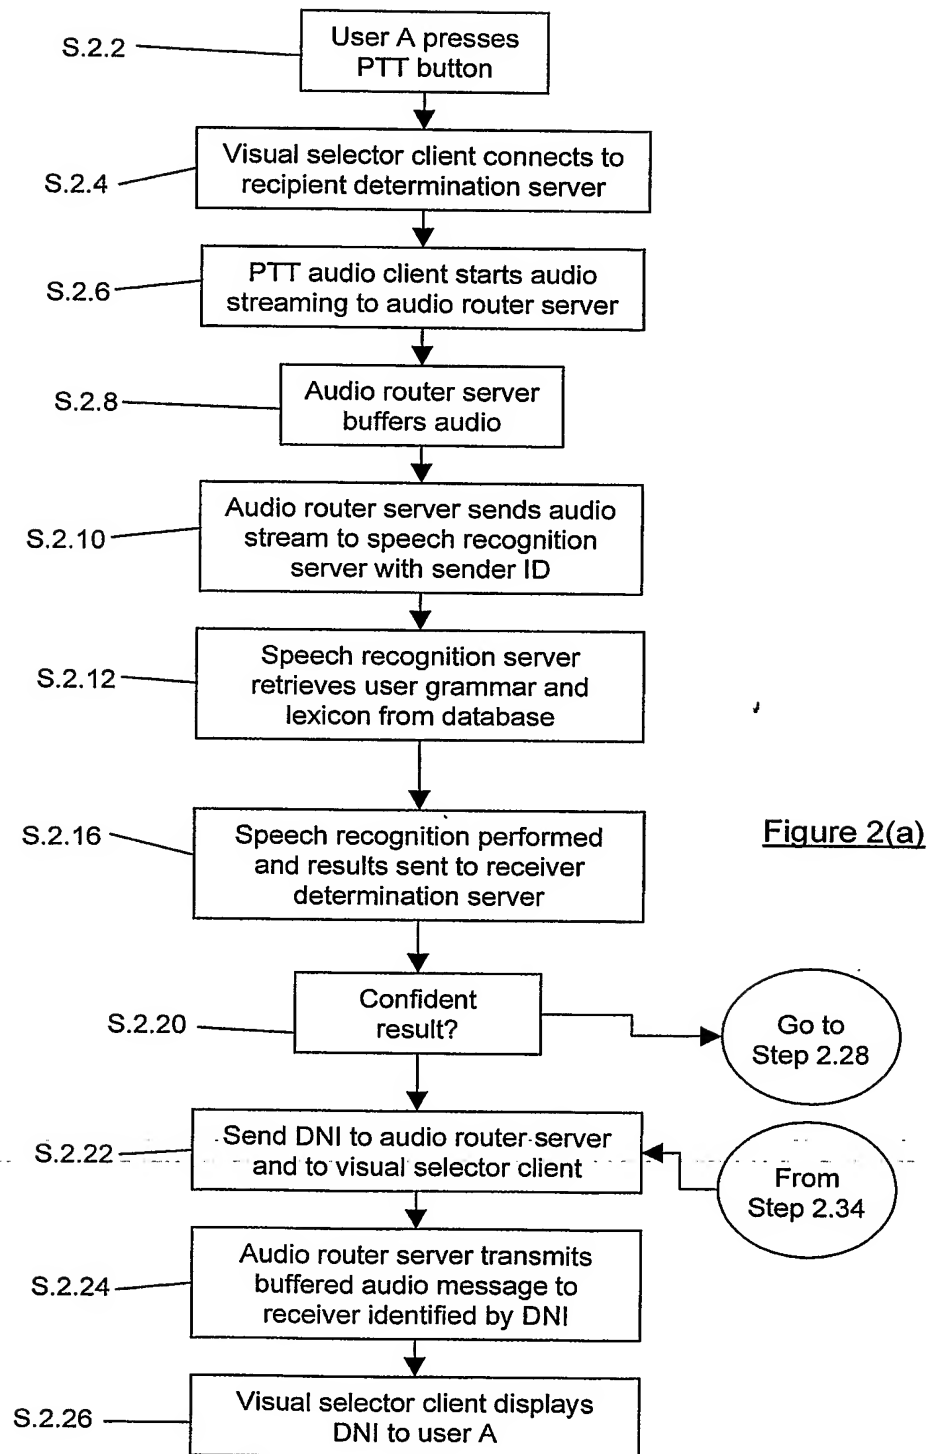 S.2.2
User A presses
PTT button
S.2.4
Visual selector client connects to
recipient determination server
S.2.6
PTT audio client starts audio
streaming to audio router server
S.2.8
Audio router server
buffers audio
S.2.10
Audio router server sends audio
stream to speech recognition
server with sender ID
S.2.12
Speech recognition server
retrieves user grammar and
lexicon from database
S.2.16
Speech recognition performed
and results sent to receiver
determination server
Figure 2(a)
S.2.20
Confident
result?
Go to
Step 2.28
S.2.22
Send DNI to audio router server
and to visual selector client
From
Step 2.34
S.2.24
Audio router server transmits
buffered audio message to
receiver identified by DNI
S.2.26
Visual selector client displays
DNI to user A